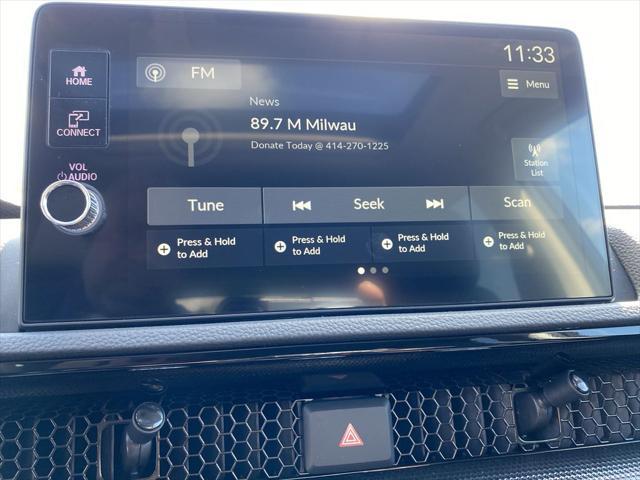 11:33
HOME
FM
Menu
CONNECT
News
89.7 M Milwau
Donate Today @ 414-270-1225
VOL
AUDIO
Station
List
Tune
Seek
Scan
Press & Hold
to Add
Press & Hold
to Add
Press & Hold
to Add
Press & Hold
to Add